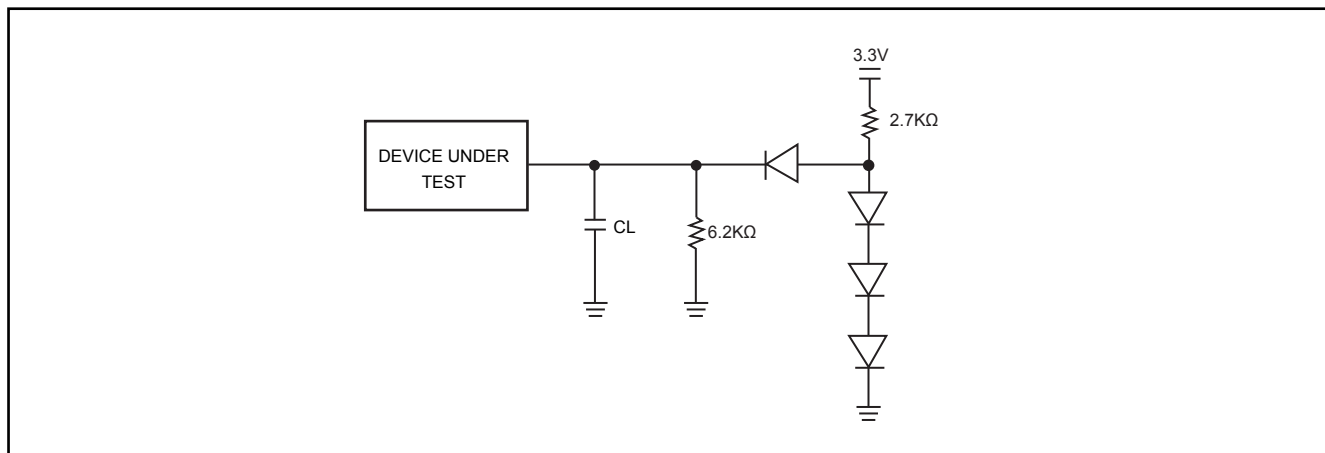 3.3V
2.7KΩ
DEVICE UNDER
TEST
CL
6.2KΩ